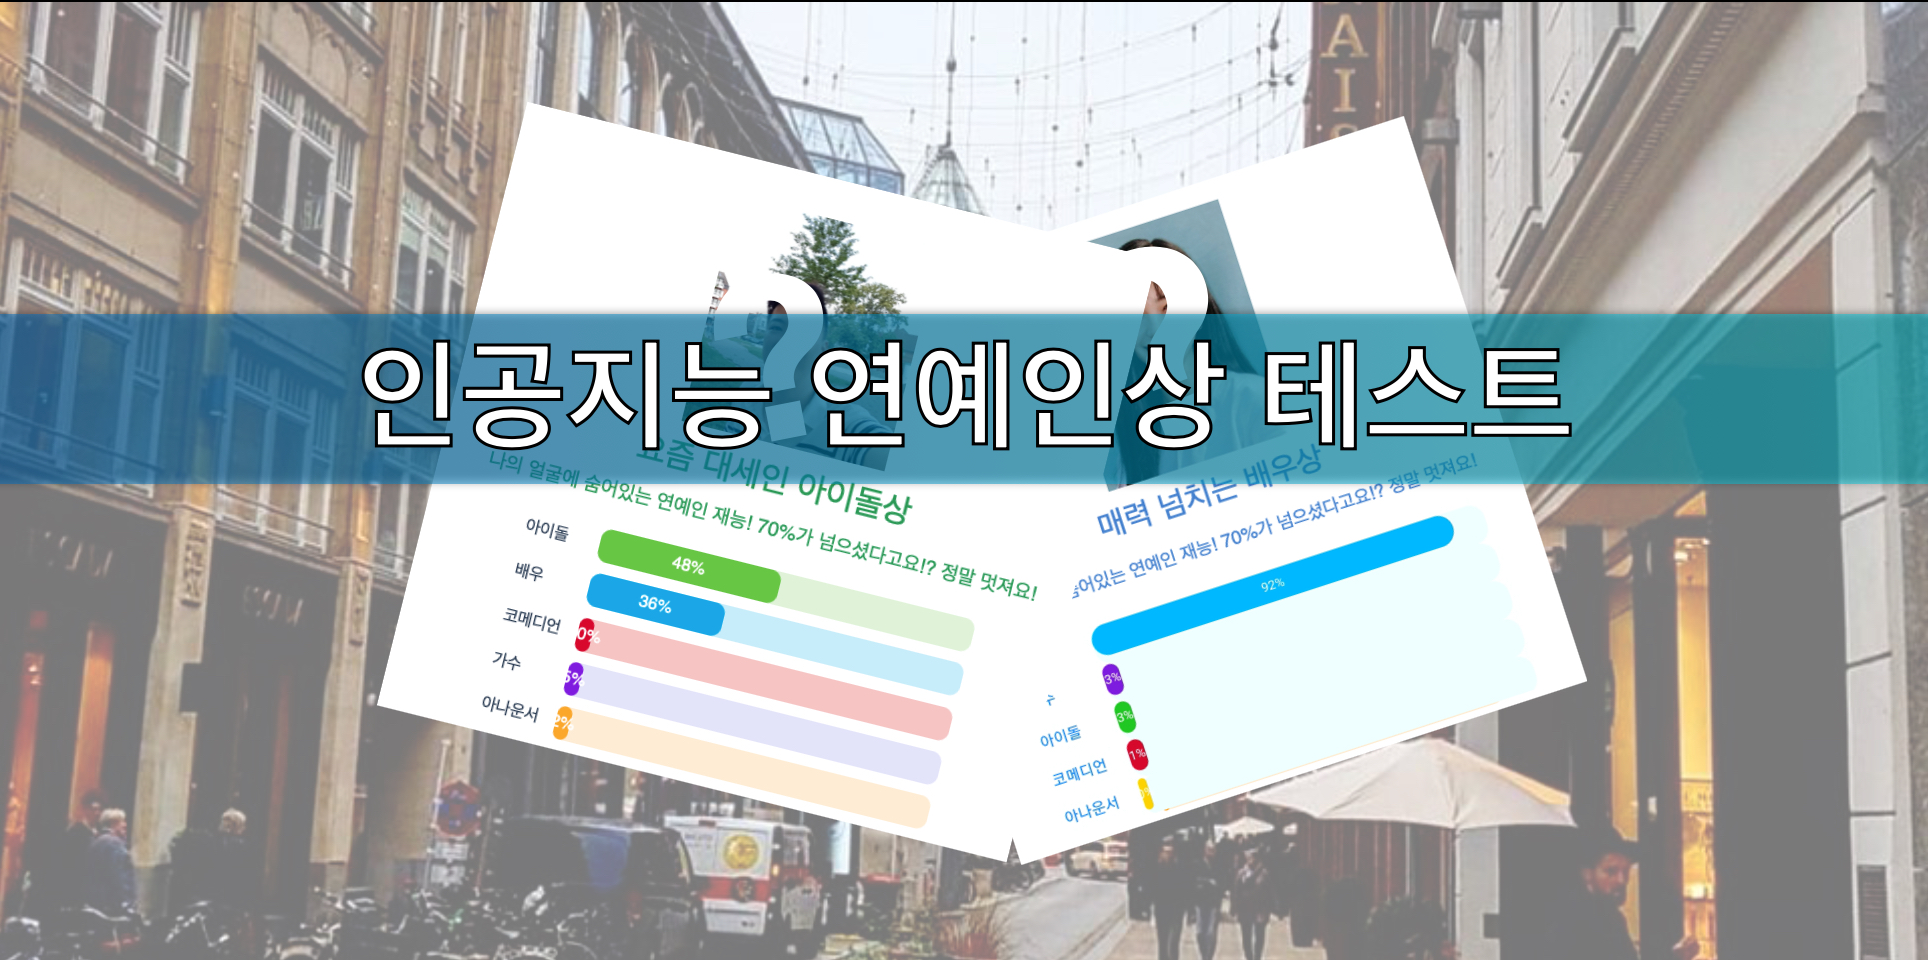 AIS
인공지능 연예인상 테스트
요즘 대세인 아이돌상
나의 얼굴에 숨어있는 연예인 재능! 70%가 넘으셨다고요!? 정말 멋져요!
아이돌 48%
배우 36%
코메디언 0%
가수 5%
아나운서 2%
매력 넘치는 배우상
숨어있는 연예인 재능! 70%가 넘으셨다고요!? 정말 멋져요!
92%
수 3%
아이돌 3%
코메디언 1%
아나운서